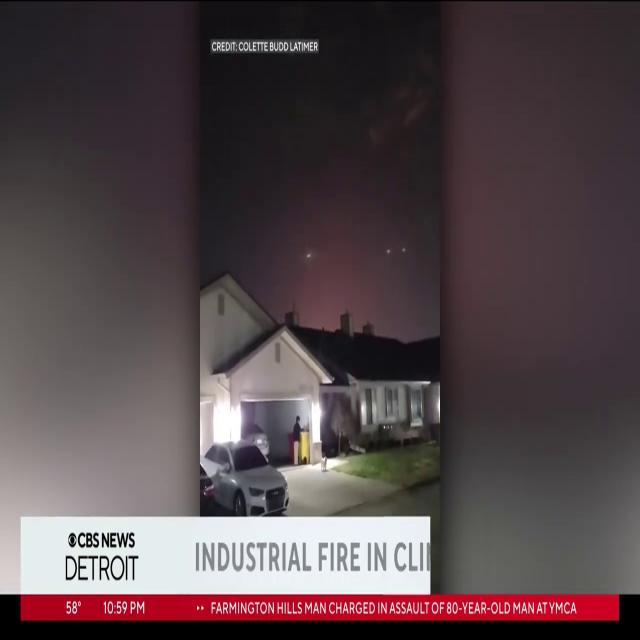 CREDIT: COLETTE BUDD LATIMER
CBS NEWS
DETROIT
INDUSTRIAL FIRE IN CLI
58° 10:59 PM ▸▸ FARMINGTON HILLS MAN CHARGED IN ASSAULT OF 80-YEAR-OLD MAN AT YMCA